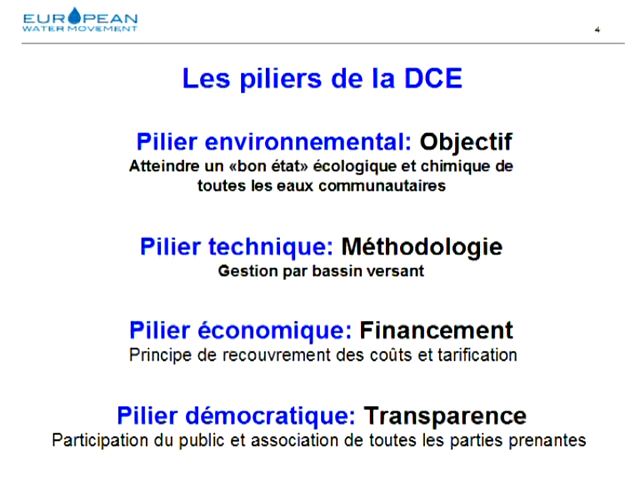 EUROPEAN
WATER MOVEMENT
4
Les piliers de la DCE
Pilier environnemental: Objectif
Atteindre un «bon état» écologique et chimique de
toutes les eaux communautaires
Pilier technique: Méthodologie
Gestion par bassin versant
Pilier économique: Financement
Principe de recouvrement des coûts et tarification
Pilier démocratique: Transparence
Participation du public et association de toutes les parties prenantes